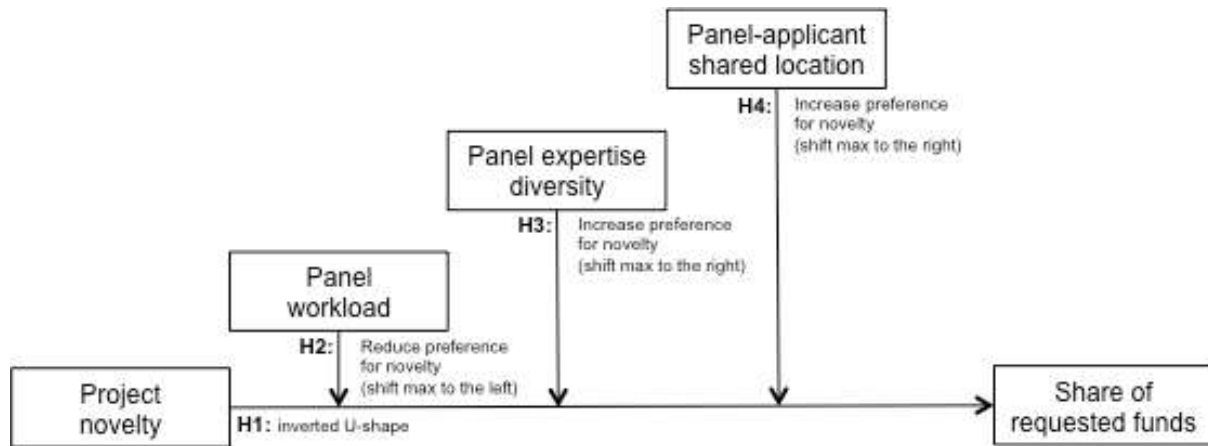 Panel-applicant
shared location
H4: Increase preference
for novelty
(shift max to the right)
Panel expertise
diversity
H3: Increase preference
for novelty
(shift max to the right)
Panel
workload
H2: Reduce preference
for novelty
(shift max to the left)
Project
novelty
H1: inverted U-shape
Share of
requested funds